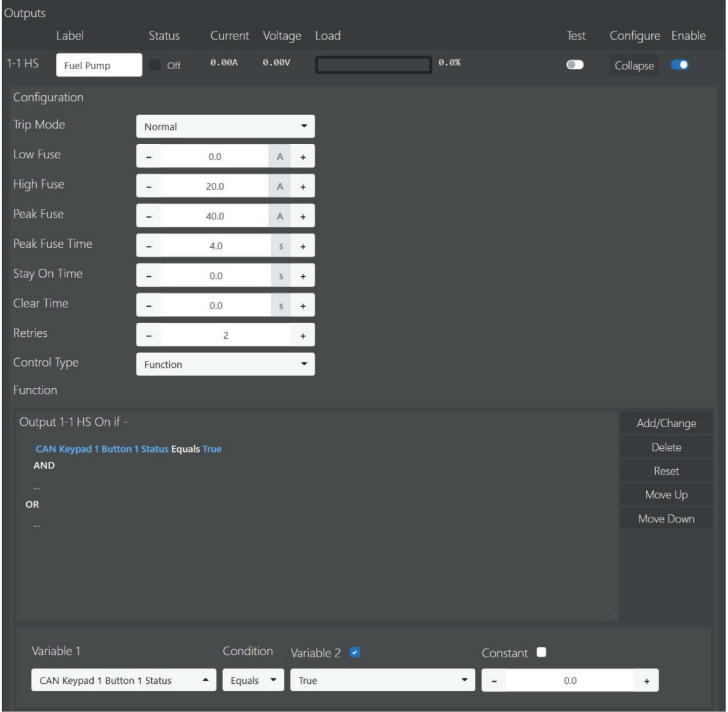 Outputs
Label Status Current Voltage Load Test Configure Enable
1-1 HS Fuel Pump Off 0.00A 0.00V 0.0% Collapse
Configuration
Trip Mode Normal
Low Fuse - 0.0 A +
High Fuse - 20.0 A +
Peak Fuse - 40.0 A +
Peak Fuse Time - 4.0 s +
Stay On Time - 0.0 s +
Clear Time - 0.0 s +
Retries - 2 +
Control Type Function
Function
Output 1-1 HS On if - Add/Change
CAN Keypad 1 Button 1 Status Equals True Delete
AND Reset
... Move Up
OR Move Down
...
Variable 1 Condition Variable 2 Constant
CAN Keypad 1 Button 1 Status Equals True - 0.0 +